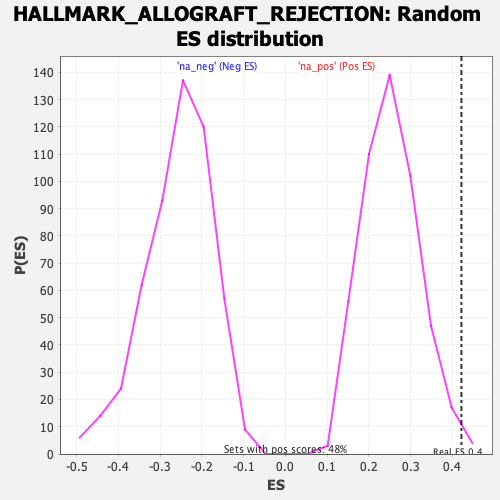 HALLMARK_ALLOGRAFT_REJECTION: Random
ES distribution
'na_neg' (Neg ES)
'na_pos' (Pos ES)
140
130
120
110
100
90
80
70
60
50
40
30
20
10
0
P(ES)
Sets with pos scores: 48%
Real ES 0.4
-0.5 -0.4 -0.3 -0.2 -0.1 0.0 0.1 0.2 0.3 0.4
ES